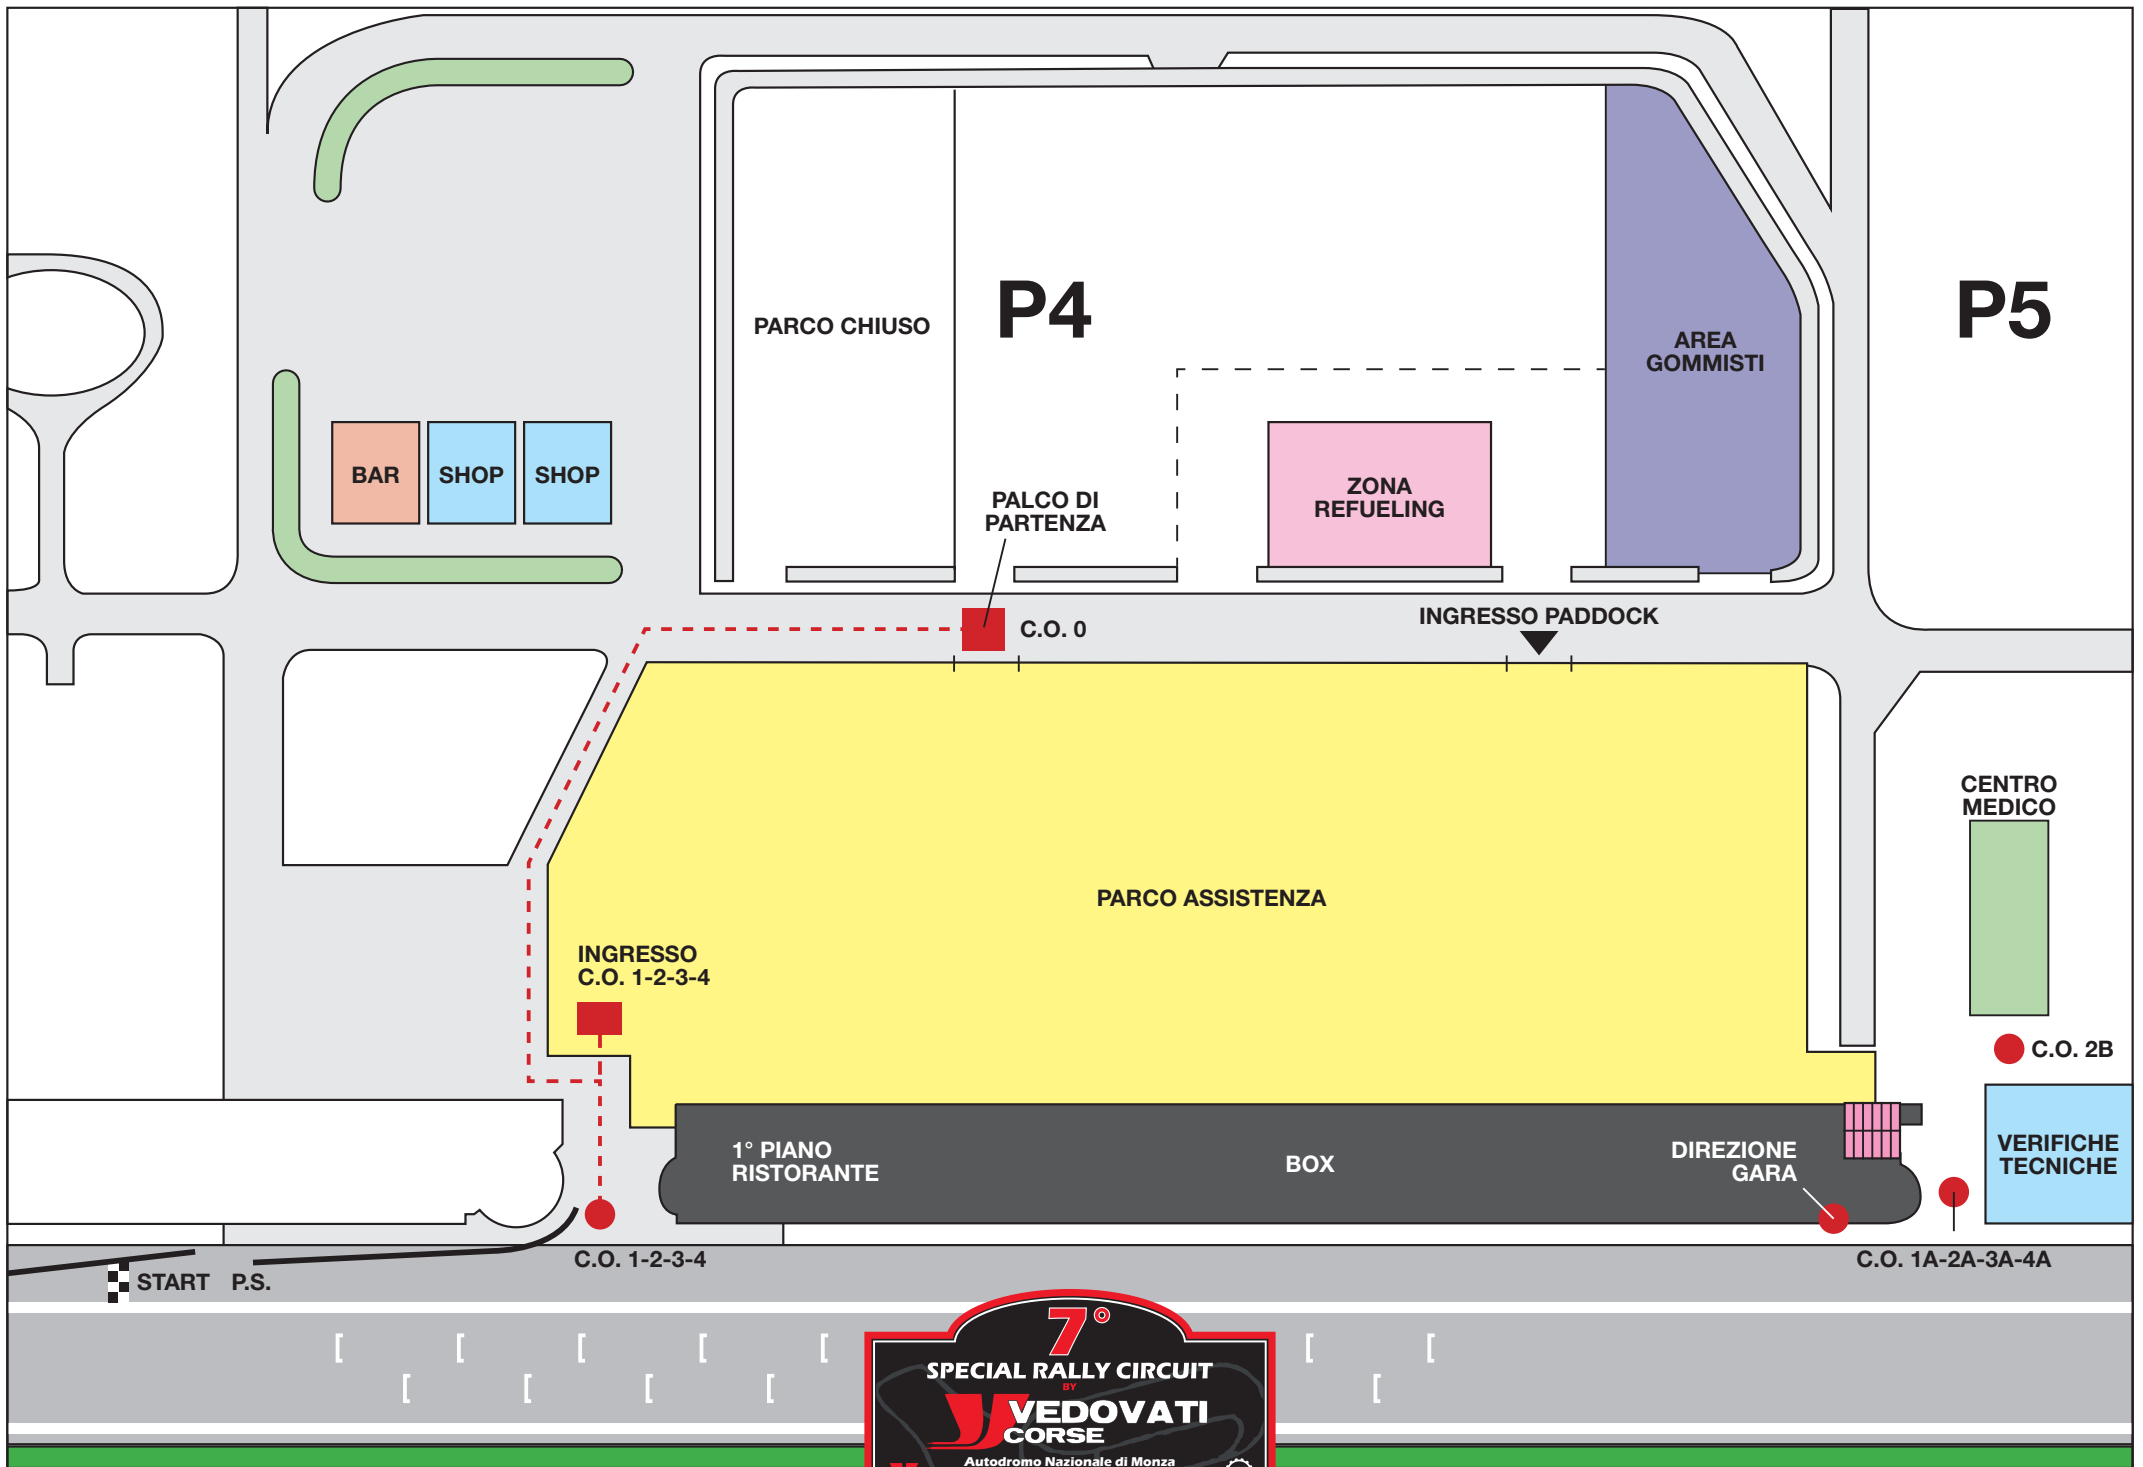 P4
P5
PARCO CHIUSO
AREA
GOMMISTI
BAR
SHOP
SHOP
ZONA
REFUELING
PALCO DI
PARTENZA
C.O. 0
INGRESSO PADDOCK
CENTRO
MEDICO
PARCO ASSISTENZA
INGRESSO
C.O. 1-2-3-4
C.O. 2B
1° PIANO
RISTORANTE
BOX
DIREZIONE
GARA
VERIFICHE
TECNICHE
C.O. 1-2-3-4
C.O. 1A-2A-3A-4A
START P.S.
7°
SPECIAL RALLY CIRCUIT
BY
VEDOVATI
CORSE
Autodromo Nazionale di Monza